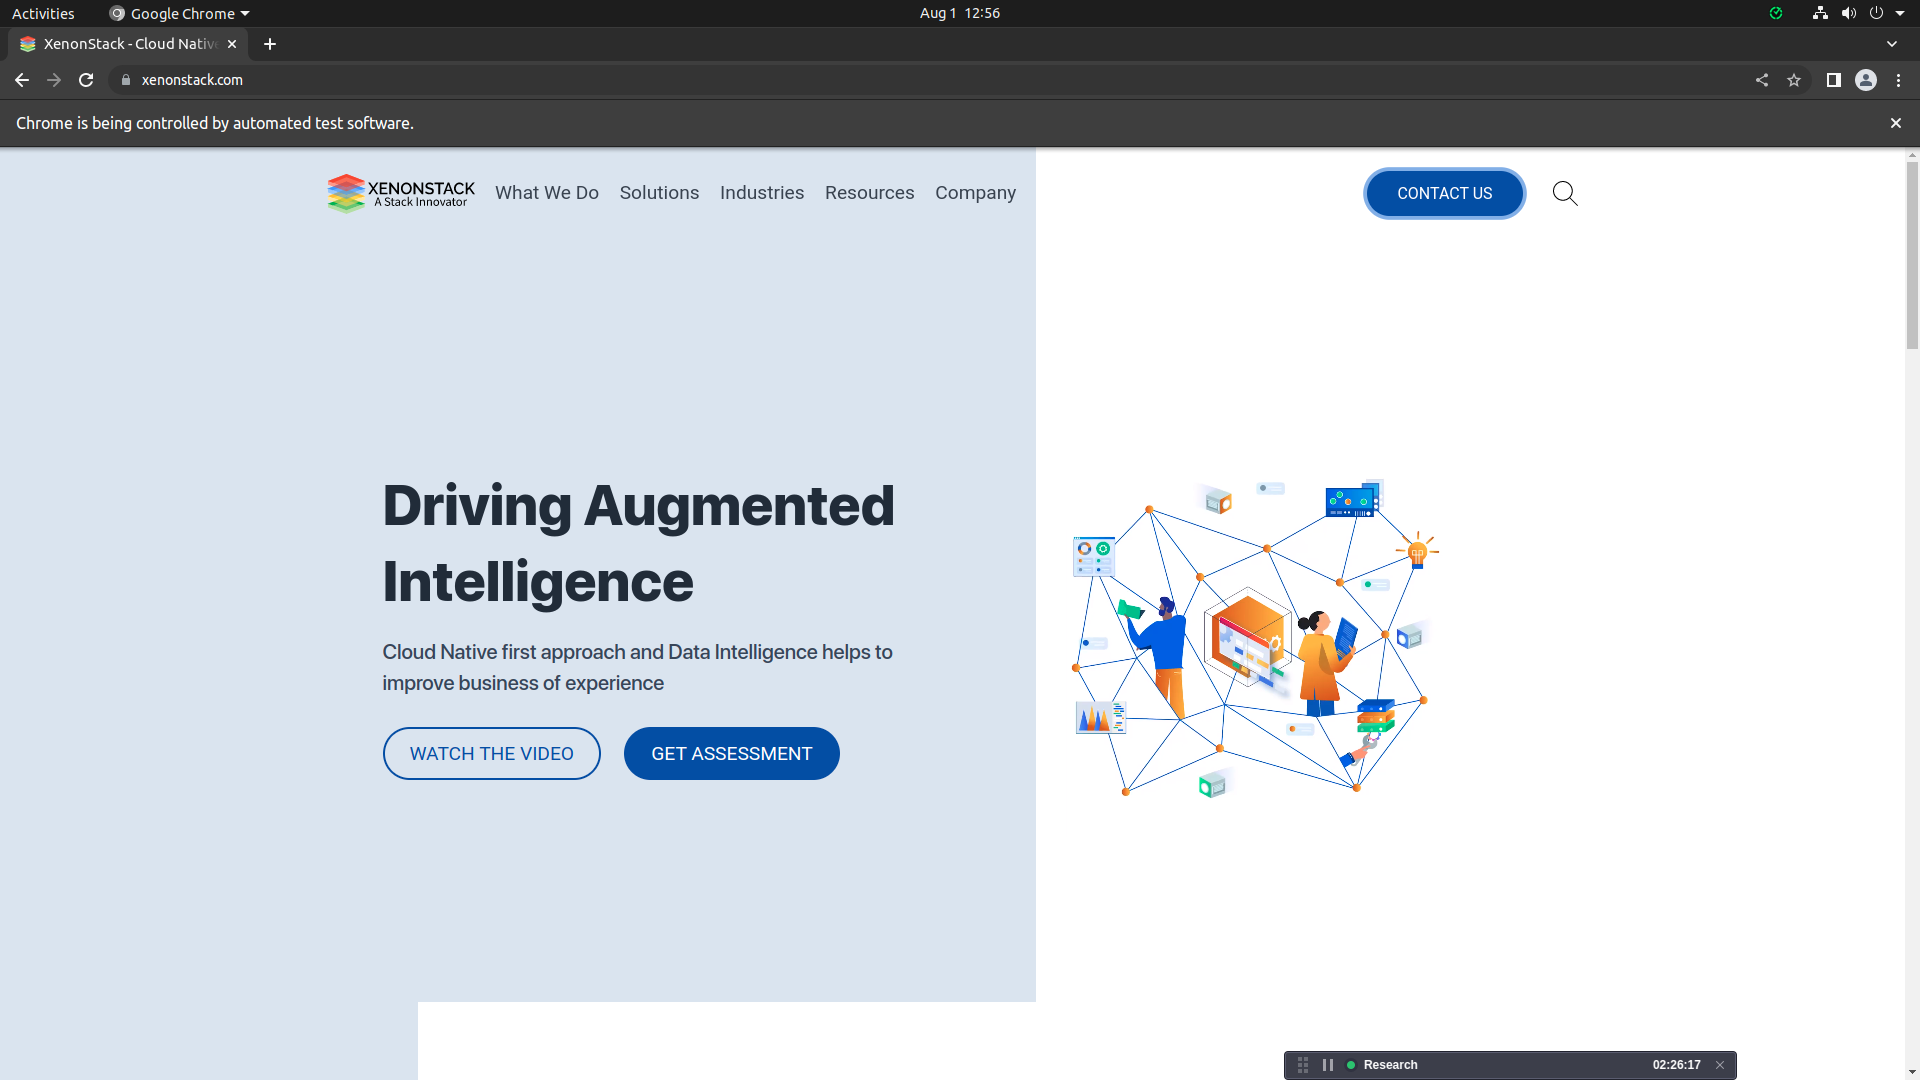 Activities
Google Chrome
Aug 1 12:56
XenonStack - Cloud Native
xenonstack.com
Chrome is being controlled by automated test software.
XENONSTACK
A Stack Innovator
What We Do
Solutions
Industries
Resources
Company
CONTACT US
Driving Augmented
Intelligence
Cloud Native first approach and Data Intelligence helps to
improve business of experience
WATCH THE VIDEO
GET ASSESSMENT
Research
02:26:17